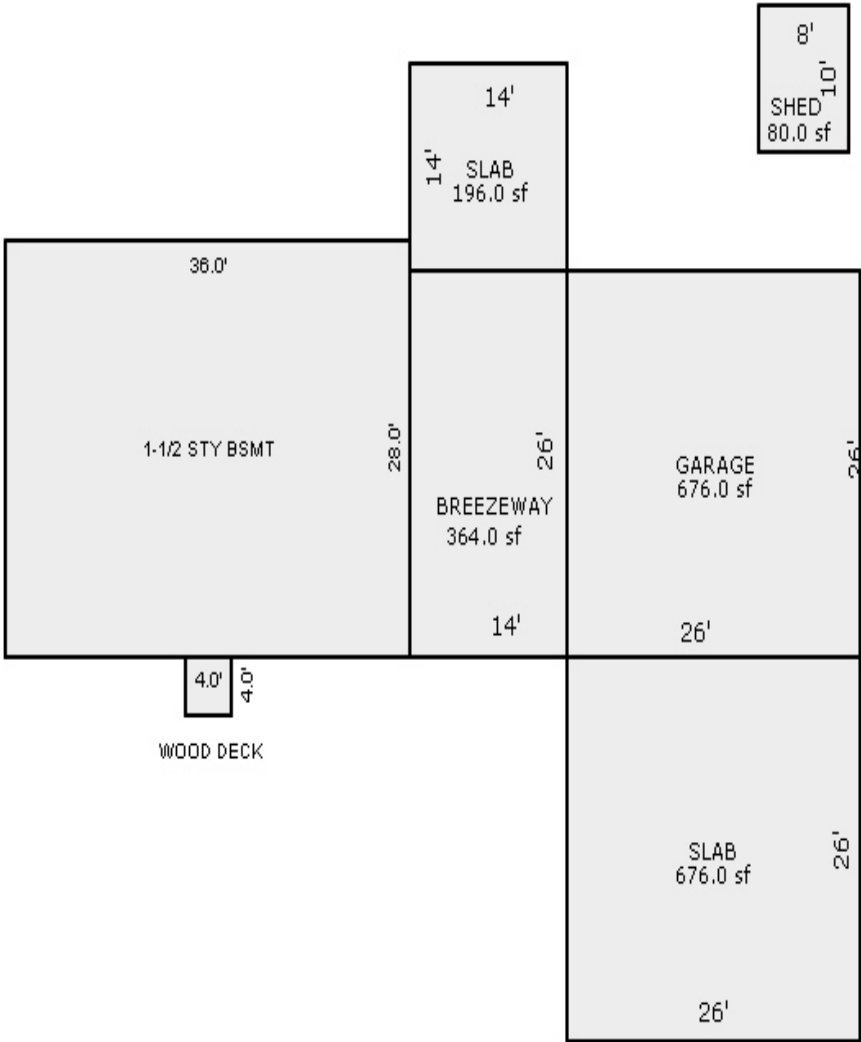 8'
10'
SHED
80.0 sf
14'
14'
SLAB
196.0 sf
36.0'
28.0'
1-1/2 STY BSMT
26'
BREEZEWAY
364.0 sf
14'
GARAGE
676.0 sf
26'
26'
4.0'
4.0'
WOOD DECK
SLAB
676.0 sf
26'
26'